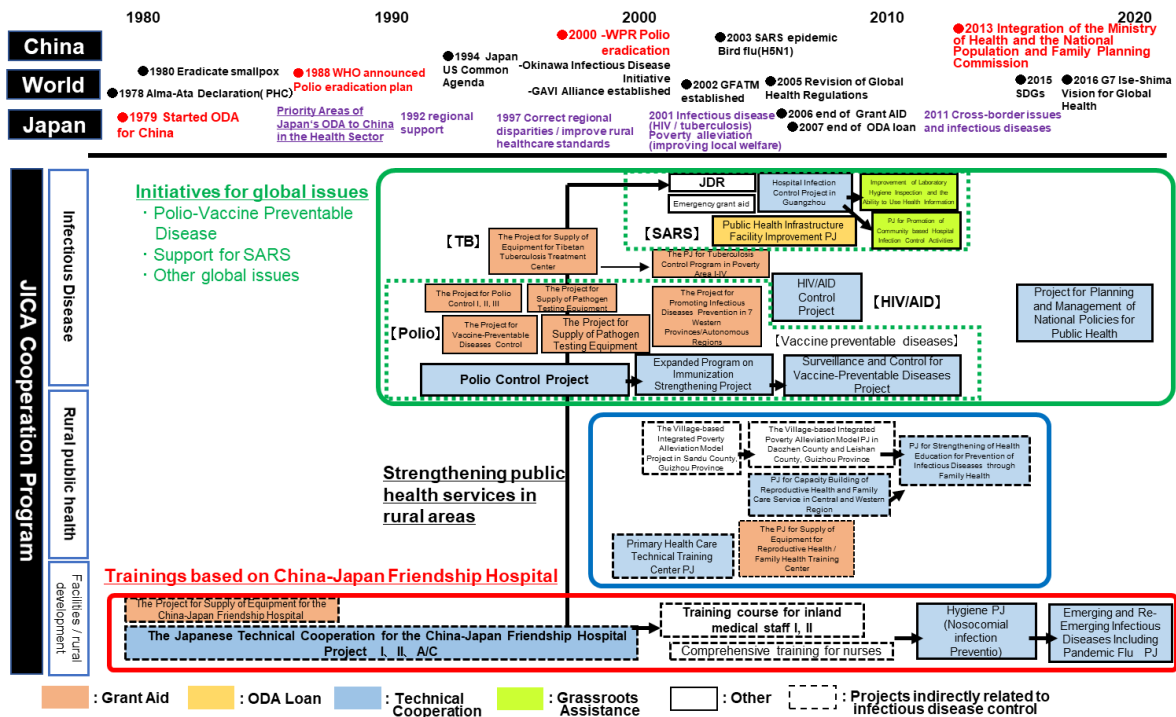 1980
1990
2000
2010
2020
China
World
Japan
2000 -WPR Polio
eradication
-Okinawa Infectious Disease
Initiative
-GAVI Alliance established
2003 SARS epidemic
Bird flu(H5N1)
2013 Integration of the Ministry
of Health and the National
Population and Family Planning
Commission
1980 Eradicate smallpox
1978 Alma-Ata Declaration( PHC)
1988 WHO announced
Polio eradication plan
1994 Japan
US Common
Agenda
2002 GFATM
established
2005 Revision of Global
Health Regulations
2015
SDGs
2016 G7 Ise-Shima
Vision for Global
Health
1979 Started ODA
for China
Priority Areas of
Japan's ODA to China
in the Health Sector
1992 regional
support
1997 Correct regional
disparities / improve rural
healthcare standards
2001 Infectious disease
(HIV / tuberculosis)
Poverty alleviation
(improving local welfare)
2006 end of Grant AID
2007 end of ODA loan
2011 Cross-border issues
and infectious diseases
JICA Cooperation Program
Infectious Disease
Rural public health
Facilities / rural
development
Initiatives for global issues
・Polio-Vaccine Preventable
Disease
・Support for SARS
・Other global issues
JDR
Emergency grant aid
Hospital Infection
Control Project in
Guangzhou
Improvement of Laboratory
Hygiene Inspection and the
Ability to Use Health Information
PJ for Promotion of
Community based Hospital
Infection Control Activities
【SARS】
Public Health Infrastructure
Facility Improvement PJ
【TB】
The Project for Supply of
Equipment for Tibetan
Tuberculosis Treatment
Center
The PJ for Tuberculosis
Control Program in Poverty
Area I-IV
HIV/AID
Control
Project
【HIV/AID】
Project for Planning
and Management of
National Policies for
Public Health
【Polio】
The Project for Polio Control I, II, III
The Project for
Supply of Pathogen
Testing Equipment
The Project for
Vaccine-Preventable
Diseases Control
The Project for
Supply of Pathogen
Testing Equipment
The Project for
Promoting Infectious
Diseases Prevention in 7
Western
Provinces/Autonomous
Regions
【Vaccine preventable diseases】
Polio Control Project
Expanded Program on
Immunization
Strengthening Project
Surveillance and Control for
Vaccine-Preventable Diseases
Project
Strengthening public
health services in
rural areas
The Village-based
Integrated Poverty
Alleviation Model
Project in Sandu County,
Guizhou Province
The Village-based Integrated
Poverty Alleviation Model PJ in
Daozhen County and Leishan
County, Guizhou Province
PJ for Strengthening of Health
Education for Prevention of
Infectious Diseases through
Family Health
PJ for Capacity Building of
Reproductive Health and Family
Care Service in Central and Western
Region
Primary Health Care
Technical Training
Center PJ
The PJ for Supply of
Equipment for
Reproductive Health /
Family Health Training
Center
Trainings based on China-Japan Friendship Hospital
The Project for Supply of Equipment for the
China-Japan Friendship Hospital
The Japanese Technical Cooperation for the China-Japan Friendship Hospital
Project I、II、A/C
Training course for inland
medical staff I, II
Comprehensive training for nurses
Hygiene PJ
(Nosocomial
infection
Preventio)
Emerging and Re-
Emerging Infectious
Diseases Including
Pandemic Flu PJ
: Grant Aid
: ODA Loan
: Technical
Cooperation
: Grassroots
Assistance
: Other
: Projects indirectly related to
infectious disease control